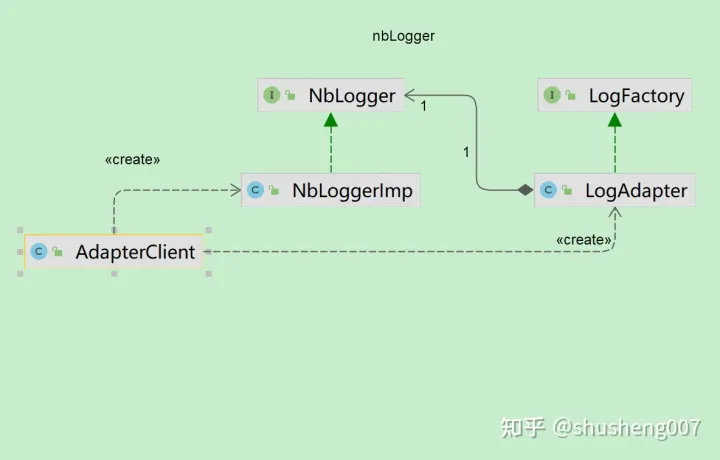 nbLogger
I NbLogger
I LogFactory
1
«create»
1
C NbLoggerImp
C LogAdapter
C AdapterClient
«create»
知乎 @shusheng007